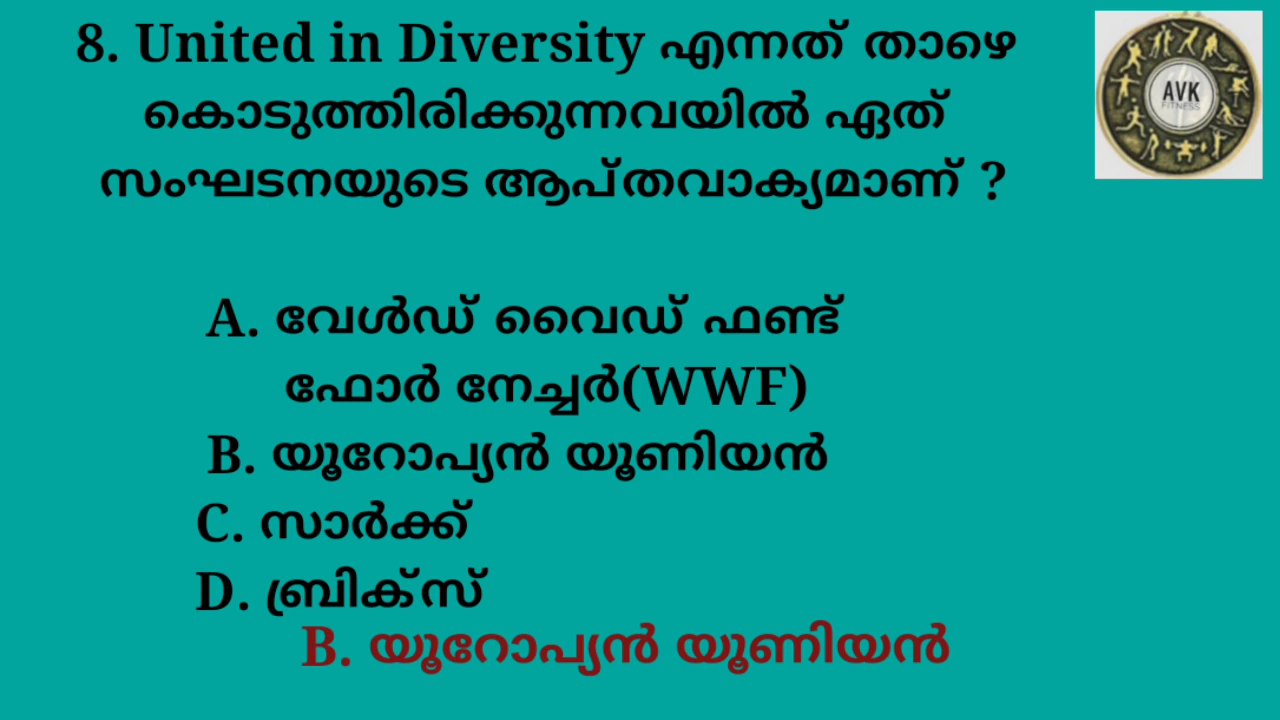 8. United in Diversity എന്നത് താഴെ
കൊടുത്തിരിക്കുന്നവയിൽ ഏത്
സംഘടനയുടെ ആപ്തവാക്യമാണ് ?
AVK
FITNESS
A. വേൾഡ് വൈഡ് ഫണ്ട്
ഫോർ നേച്ചർ(WWF)
B. യൂറോപ്യൻ യൂണിയൻ
C. സാർക്ക്
D. ബ്രിക്സ്
B. യൂറോപ്യൻ യൂണിയൻ